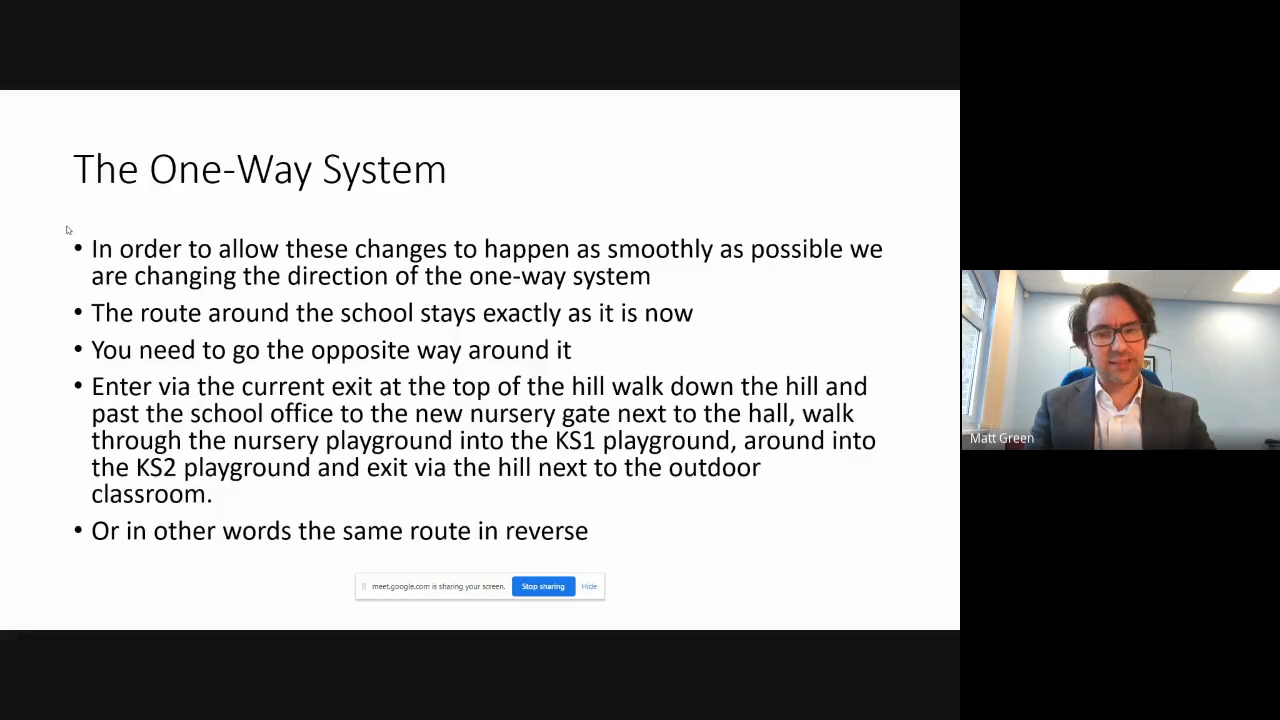 The One-Way System
• In order to allow these changes to happen as smoothly as possible we
are changing the direction of the one-way system
• The route around the school stays exactly as it is now
• You need to go the opposite way around it
• Enter via the current exit at the top of the hill walk down the hill and
past the school office to the new nursery gate next to the hall, walk
through the nursery playground into the KS1 playground, around into
the KS2 playground and exit via the hill next to the outdoor
classroom.
• Or in other words the same route in reverse
meet.google.com is sharing your screen. Stop sharing Hide
Matt Green